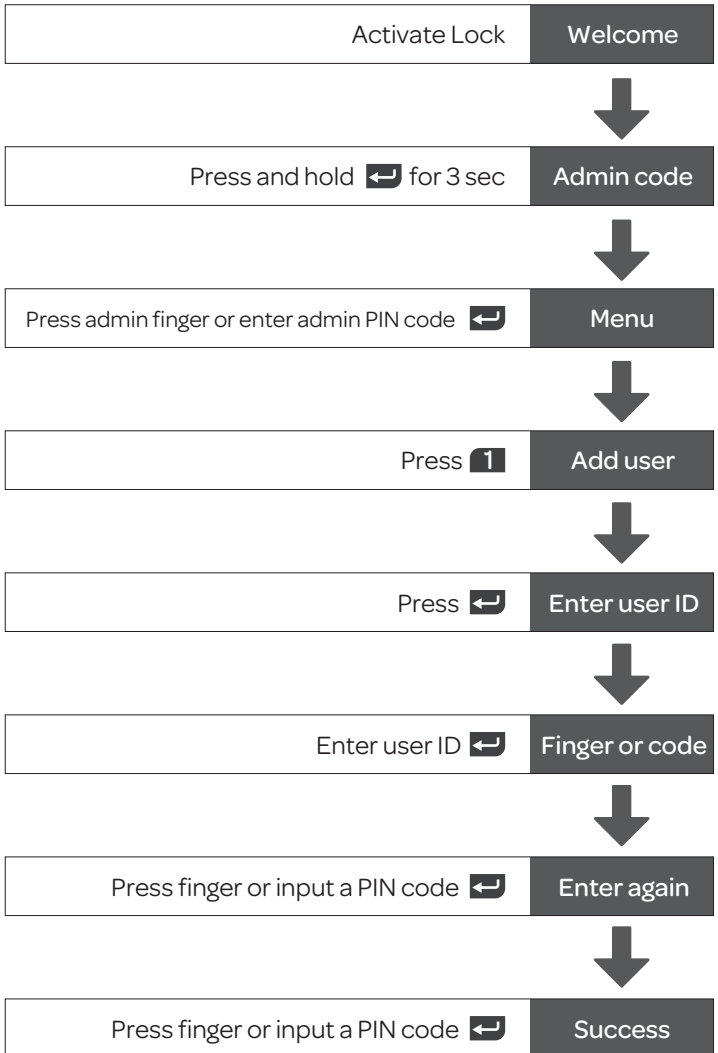 Activate Lock Welcome
Press and hold for 3 sec Admin code
Press admin finger or enter admin PIN code Menu
Press 1 Add user
Press Enter user ID
Enter user ID Finger or code
Press finger or input a PIN code Enter again
Press finger or input a PIN code Success